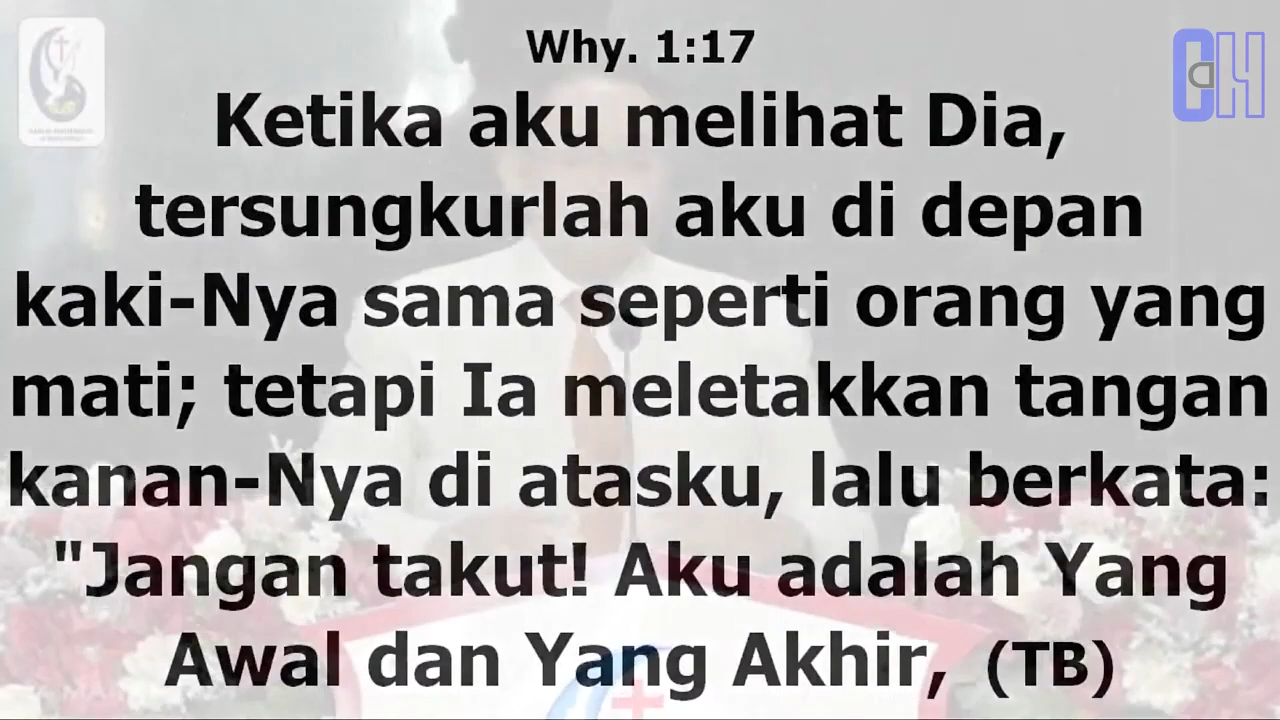 Why. 1:17
Ketika aku melihat Dia,
tersungkurlah aku di depan
kaki-Nya sama seperti orang yang
mati; tetapi Ia meletakkan tangan
kanan-Nya di atasku, lalu berkata:
"Jangan takut! Aku adalah Yang
Awal dan Yang Akhir, (TB)